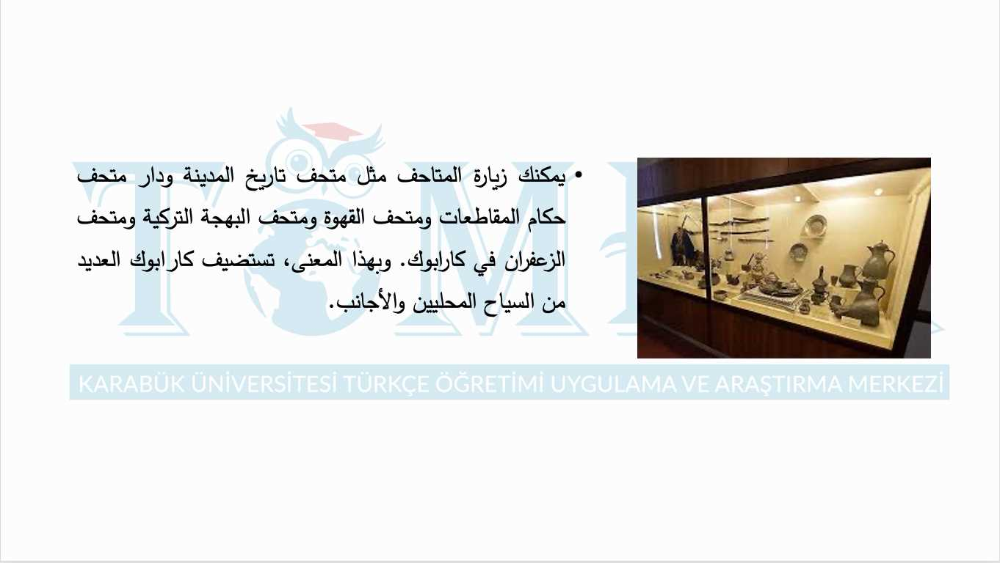 • يمكنك زيارة المتاحف مثل متحف تاريخ المدينة ودار متحف
حكام المقاطعات ومتحف القهوة ومتحف البهجة التركية ومتحف
الزعفران في كارابوك. وبهذا المعنى، تستضيف كارابوك العديد
من السياح المحليين والأجانب.
KARABÜK ÜNİVERSİTESİ TÜRKÇE ÖĞRETİMİ UYGULAMA VE ARAŞTIRMA MERKEZİ